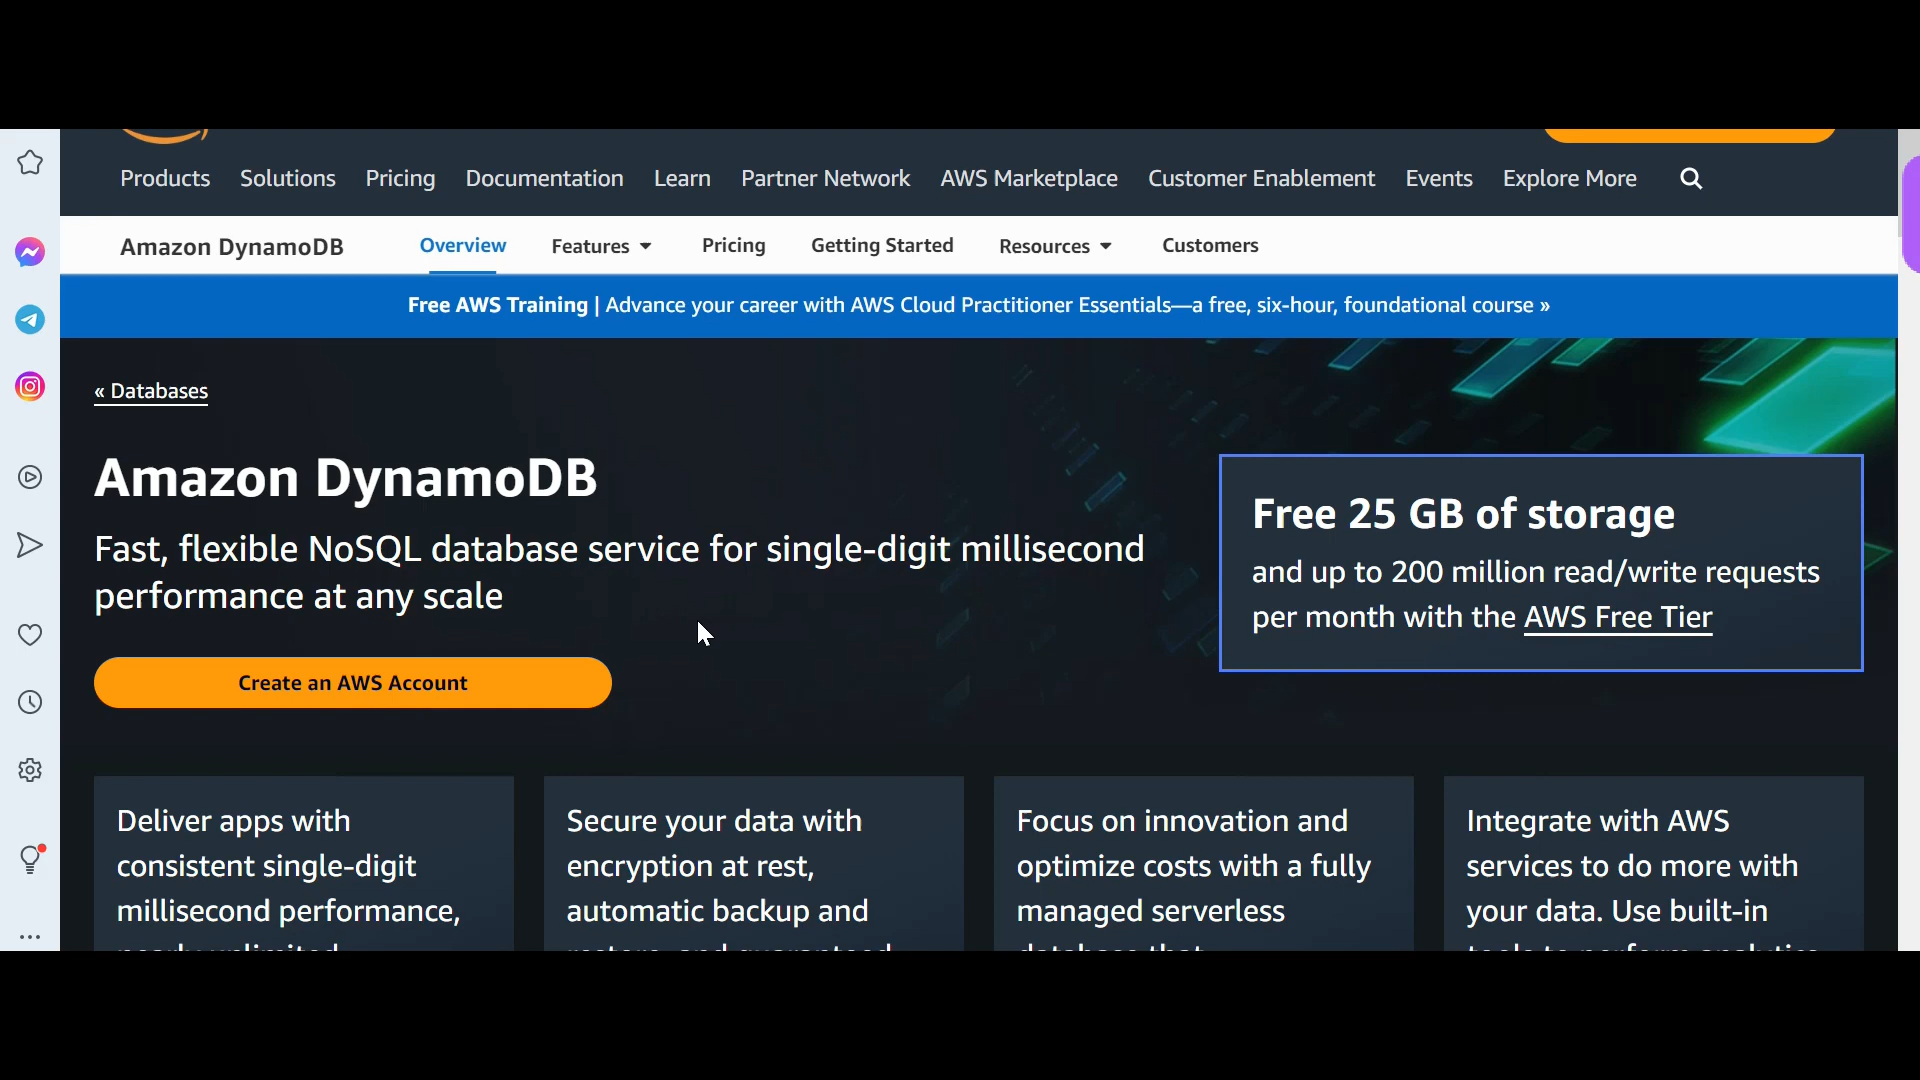 Products Solutions Pricing Documentation Learn Partner Network AWS Marketplace Customer Enablement Events Explore More
Amazon DynamoDB Overview Features Pricing Getting Started Resources Customers
Free AWS Training | Advance your career with AWS Cloud Practitioner Essentials—a free, six-hour, foundational course »
« Databases
Amazon DynamoDB
Fast, flexible NoSQL database service for single-digit millisecond
performance at any scale
Create an AWS Account
Free 25 GB of storage
and up to 200 million read/write requests
per month with the AWS Free Tier
Deliver apps with
consistent single-digit
millisecond performance,
Secure your data with
encryption at rest,
automatic backup and
Focus on innovation and
optimize costs with a fully
managed serverless
Integrate with AWS
services to do more with
your data. Use built-in